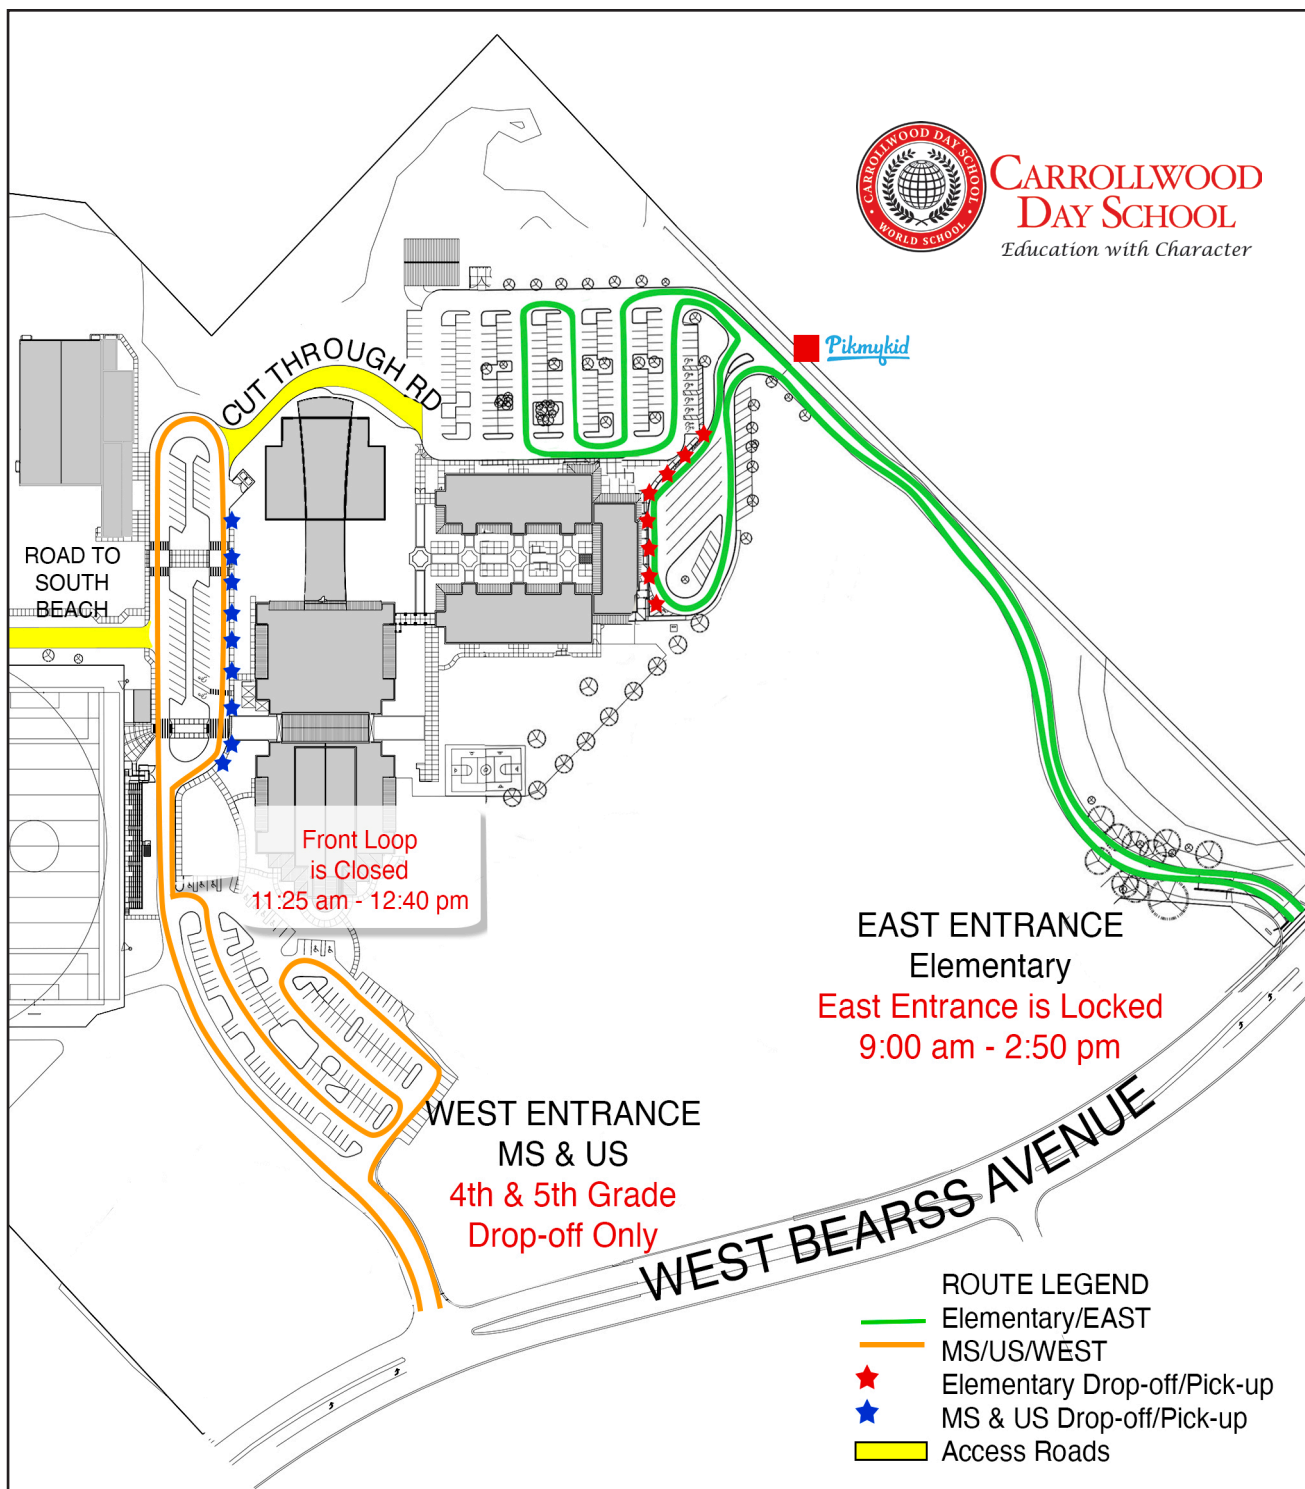 CARROLLWOOD DAY SCHOOL
WORLD SCHOOL
CARROLLWOOD
DAY SCHOOL
Education with Character
Pikmykid
CUT THROUGH RD
ROAD TO
SOUTH
BEACH
Front Loop
is Closed
11:25 am - 12:40 pm
EAST ENTRANCE
Elementary
East Entrance is Locked
9:00 am - 2:50 pm
WEST ENTRANCE
MS & US
4th & 5th Grade
Drop-off Only
WEST BEARSS AVENUE
ROUTE LEGEND
Elementary/EAST
MS/US/WEST
Elementary Drop-off/Pick-up
MS & US Drop-off/Pick-up
Access Roads